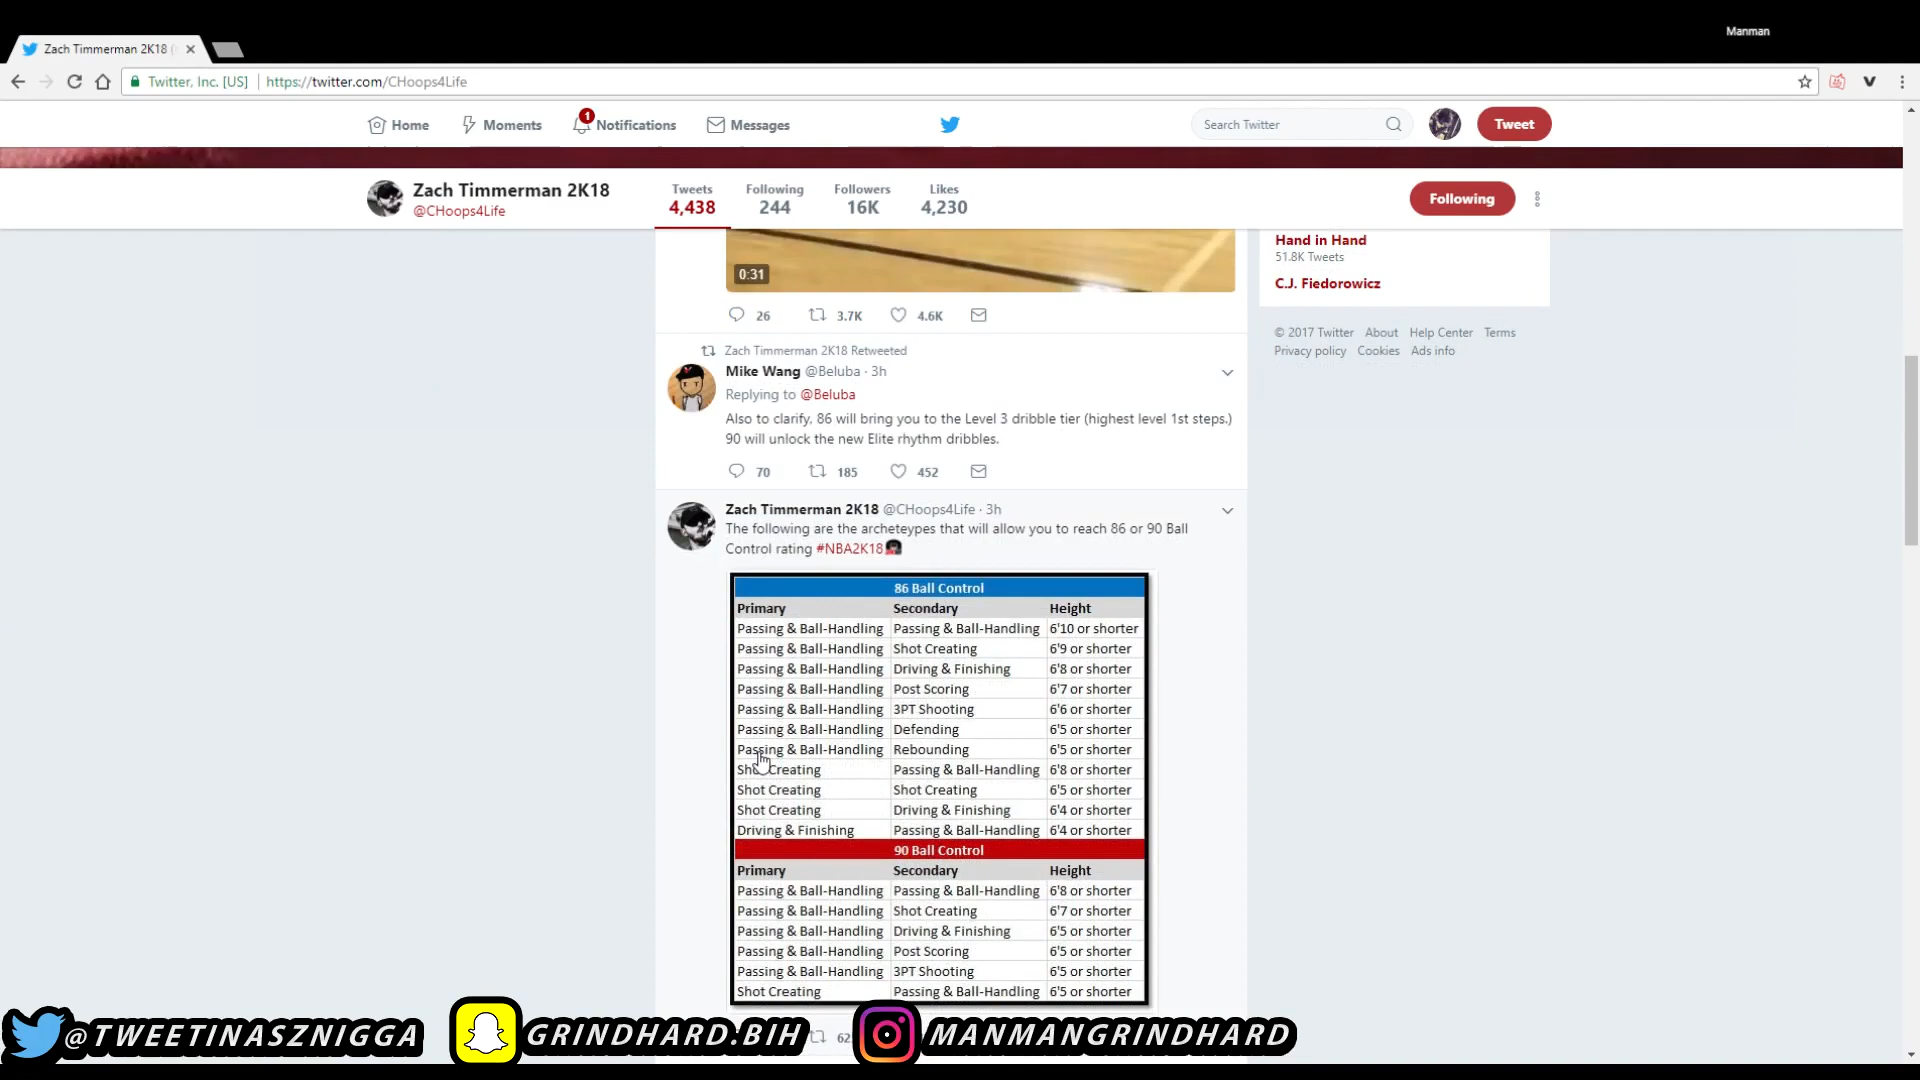 Manman
Zach Timmerman 2K18
Twitter, Inc. [US] https://twitter.com/CHoops4Life
Home Moments 1 Notifications Messages Search Twitter Tweet
Zach Timmerman 2K18
@CHoops4Life
Tweets Following Followers Likes
4,438 244 16K 4,230
Following
Hand in Hand
51.8K Tweets
C.J. Fiedorowicz
© 2017 Twitter About Help Center Terms
Privacy policy Cookies Ads info
0:31
26 3.7K 4.6K
Zach Timmerman 2K18 Retweeted
Mike Wang @Beluba · 3h
Replying to @Beluba
Also to clarify, 86 will bring you to the Level 3 dribble tier (highest level 1st steps.)
90 will unlock the new Elite rhythm dribbles.
70 185 452
Zach Timmerman 2K18 @CHoops4Life · 3h
The following are the archeteypes that will allow you to reach 86 or 90 Ball
Control rating #NBA2K18
86 Ball Control
Primary Secondary Height
Passing & Ball-Handling Passing & Ball-Handling 6'10 or shorter
Passing & Ball-Handling Shot Creating 6'9 or shorter
Passing & Ball-Handling Driving & Finishing 6'8 or shorter
Passing & Ball-Handling Post Scoring 6'7 or shorter
Passing & Ball-Handling 3PT Shooting 6'6 or shorter
Passing & Ball-Handling Defending 6'5 or shorter
Passing & Ball-Handling Rebounding 6'5 or shorter
Shot Creating Passing & Ball-Handling 6'8 or shorter
Shot Creating Shot Creating 6'5 or shorter
Shot Creating Driving & Finishing 6'4 or shorter
Driving & Finishing Passing & Ball-Handling 6'4 or shorter
90 Ball Control
Primary Secondary Height
Passing & Ball-Handling Passing & Ball-Handling 6'8 or shorter
Passing & Ball-Handling Shot Creating 6'7 or shorter
Passing & Ball-Handling Driving & Finishing 6'5 or shorter
Passing & Ball-Handling Post Scoring 6'5 or shorter
Passing & Ball-Handling 3PT Shooting 6'5 or shorter
Shot Creating Passing & Ball-Handling 6'5 or shorter
@TWEETINASZNIGGA GRINDHARD.BIH MANMANGRINDHARD